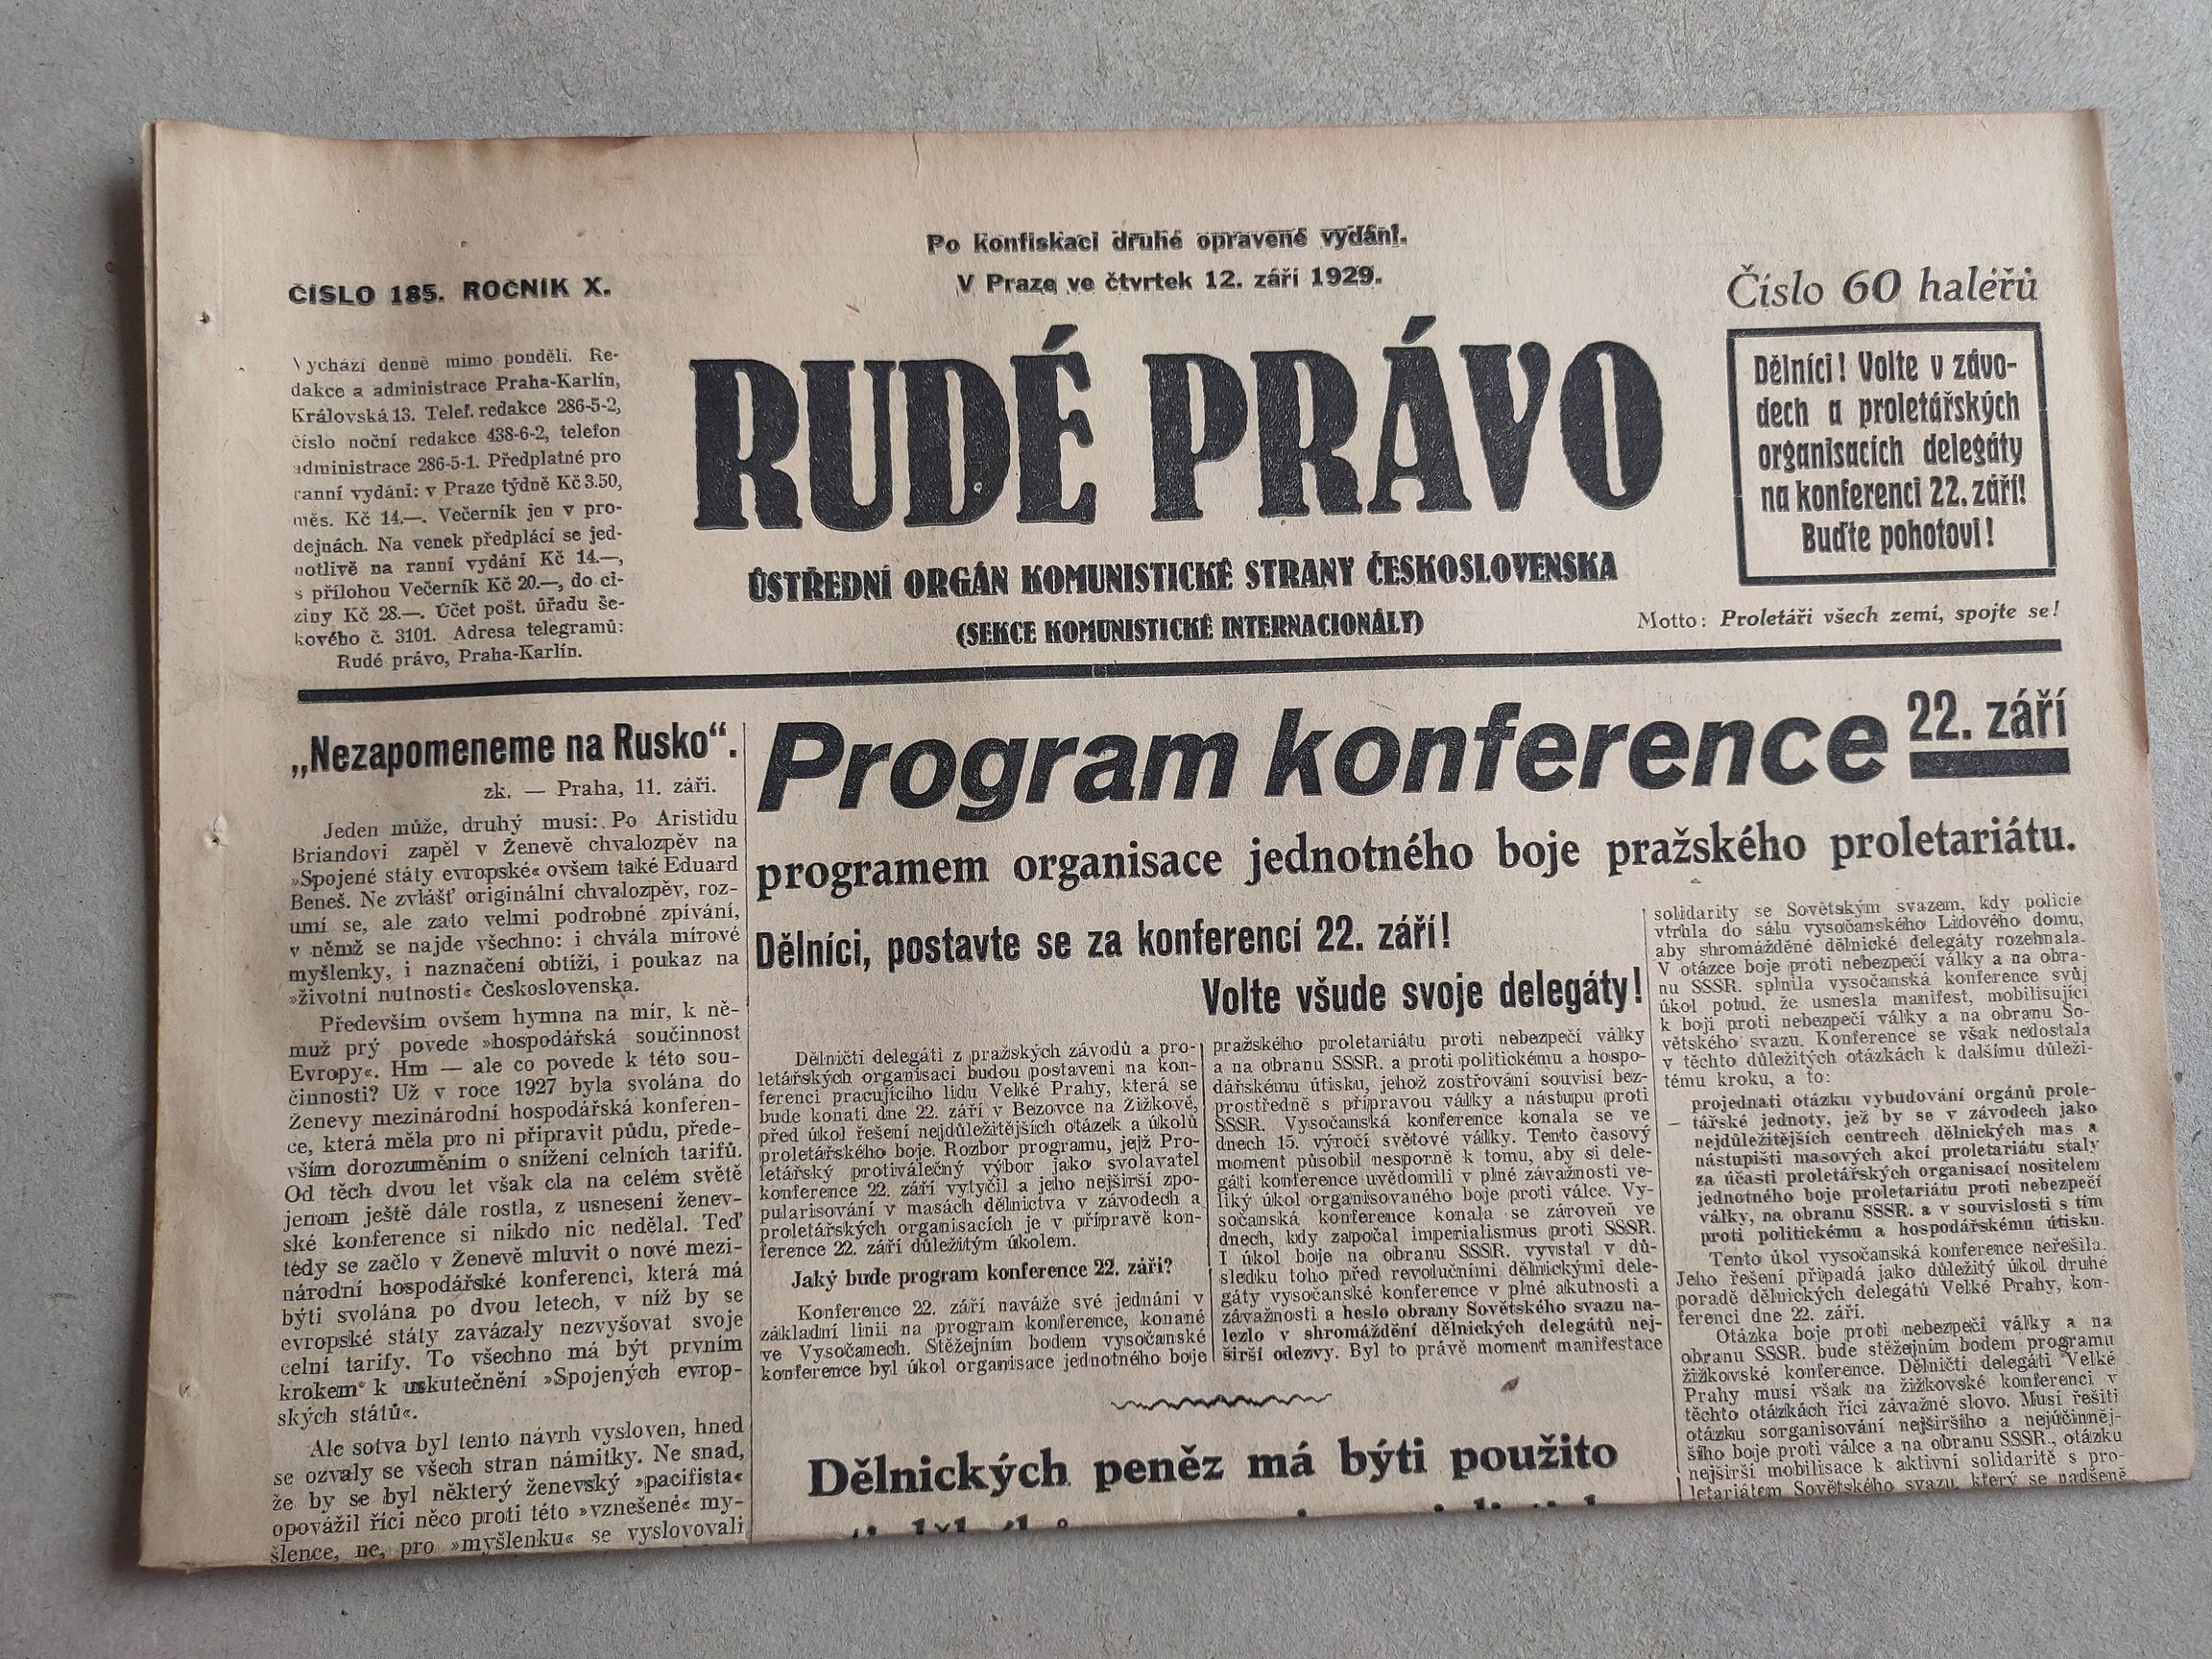 Po konfiskaci druhé opravené vydání.
V Praze ve čtvrtek 12. září 1929.
ČÍSLO 185. ROČNÍK X.
Vychází denně mimo pondělí. Re-
dakce a administrace Praha-Karlín,
Královská 13. Telef. redakce 286-5-2,
číslo noční redakce 438-6-2, telefon
administrace 286-5-1. Předplatné pro
ranní vydání: v Praze týdně Kč 3.50,
měs. Kč 14.—. Večerník jen v pro-
dejnách. Na venek předplácí se jed-
notlivě na ranní vydání Kč 14.—,
s přílohou Večerník Kč 20.—, do ci-
ziny Kč 28.—. Účet pošt. úřadu še-
kového č. 3101. Adresa telegramů:
Rudé právo, Praha-Karlín.
RUDÉ PRÁVO
ÚSTŘEDNÍ ORGÁN KOMUNISTICKÉ STRANY ČESKOSLOVENSKA
(SEKCE KOMUNISTICKÉ INTERNACIONÁLY)
Číslo 60 haléřů
Dělníci! Volte v závo-
dech a proletářských
organisacích delegáty
na konferenci 22. září!
Buďte pohotovi!
Motto: Proletáři všech zemí, spojte se!
„Nezapomeneme na Rusko“.
zk. — Praha, 11. září.
Jeden může, druhý musí: Po Aristidu
Briandovi zapěl v Ženevě chvalozpěv na
»Spojené státy evropské« ovšem také Eduard
Beneš. Ne zvlášť originální chvalozpěv, roz-
umí se, ale zato velmi podrobné zpívání,
v němž se najde všechno: i chvála mírové
myšlenky, i naznačení obtíží, i poukaz na
»životní nutnosti« Československa.
Především ovšem hymna na mír, k ně-
muž prý povede »hospodářská součinnost
Evropy«. Hm — ale co povede k této sou-
činnosti? Už v roce 1927 byla svolána do
Ženevy mezinárodní hospodářská konferen-
ce, která měla pro ni připravit půdu, přede-
vším dorozuměním o snížení celních tarifů.
Od těch dvou let však cla na celém světě
jenom ještě dále rostla, z usnesení ženev-
ské konference si nikdo nic nedělal. Teď
tedy se začlo v Ženevě mluvit o nové mezi-
národní hospodářské konferenci, která má
býti svolána po dvou letech, v níž by se
evropské státy zavázaly nezvyšovat svoje
celní tarify. To všechno má být prvním
krokem k uskutečnění »Spojených evrop-
ských států«.
Ale sotva byl tento návrh vysloven, hned
se ozvaly se všech stran námitky. Ne snad,
že by se byl některý ženevský »pacifista«
opovážil říci něco proti této »vznešené« my-
šlence, ne, pro »myšlenku« se vyslovovali
Program konference 22. září
programem organisace jednotného boje pražského proletariátu.
Dělníci, postavte se za konferenci 22. září!
Volte všude svoje delegáty!
Dělničtí delegáti z pražských závodů a pro-
letářských organisací budou postaveni na kon-
ferenci pracujícího lidu Velké Prahy, která se
bude konati dne 22. září v Bezovce na Žižkově,
před úkol řešení nejdůležitějších otázek a úkolů
proletářského boje. Rozbor programu, jejž Pro-
letářský protiválečný výbor jako svolavatel
konference 22. září vytyčil a jeho nejširší zpo-
pularisování v masách dělnictva v závodech a
proletářských organisacích je v přípravě kon-
ference 22. září důležitým úkolem.
Jaký bude program konference 22. září?
Konference 22. září naváže své jednání v
základní linii na program konference, konané
ve Vysočanech. Stěžejním bodem vysočanské
konference byl úkol organisace jednotného boje
pražského proletariátu proti nebezpečí války
a na obranu SSSR. a proti politickému a hospo-
dářskému útisku, jehož zostřování souvisí bez-
prostředně s přípravou války a nástupu proti
SSSR. Vysočanská konference konala se ve
dnech 15. výročí světové války. Tento časový
moment působil nesporně k tomu, aby si dele-
gáti konference uvědomili v plné závažnosti ve-
liký úkol organisovaného boje proti válce. Vy-
sočanská konference konala se zároveň ve
dnech, kdy započal imperialismus proti SSSR.
I úkol boje na obranu SSSR. vyvstal v dů-
sledku toho před revolučními dělnickými dele-
gáty vysočanské konference v plné akutnosti a
závažnosti a heslo obrany Sovětského svazu na-
lezlo v shromáždění dělnických delegátů nej-
širší odezvy. Byl to právě moment manifestace
solidarity se Sovětským svazem, kdy policie
vtrhla do sálu vysočanského Lidového domu,
aby shromážděné dělnické delegáty rozehnala.
V otázce boje proti nebezpečí války a na obra-
nu SSSR. splnila vysočanská konference svůj
úkol potud, že usnesla manifest, mobilisující
k boji proti nebezpečí války a na obranu So-
větského svazu. Konference se však nedostala
v těchto důležitých otázkách k dalšímu důleži-
tému kroku, a to:
projednati otázku vybudování orgánů prole-
— tářské jednoty, jež by se v závodech jako
nejdůležitějších centrech dělnických mas a
nástupišti masových akcí proletariátu staly
za účasti proletářských organisací nositelem
jednotného boje proletariátu proti nebezpečí
války, na obranu SSSR. a v souvislosti s tím
proti politickému a hospodářskému útisku.
Tento úkol vysočanská konference neřešila.
Jeho řešení připadá jako důležitý úkol druhé
poradě dělnických delegátů Velké Prahy, kon-
ferenci dne 22. září.
Otázka boje proti nebezpečí války a na
obranu SSSR. bude stěžejním bodem programu
žižkovské konference. Dělničtí delegáti Velké
Prahy musí však na žižkovské konferenci v
těchto otázkách říci závažné slovo. Musí řešiti
otázku sorganisování nejširšího a nejúčinněj-
šího boje proti válce a na obranu SSSR., otázku
nejširší mobilisace k aktivní solidaritě s pro-
letariátem Sovětského svazu, který se nadšeně
Dělnických peněz má býti použito